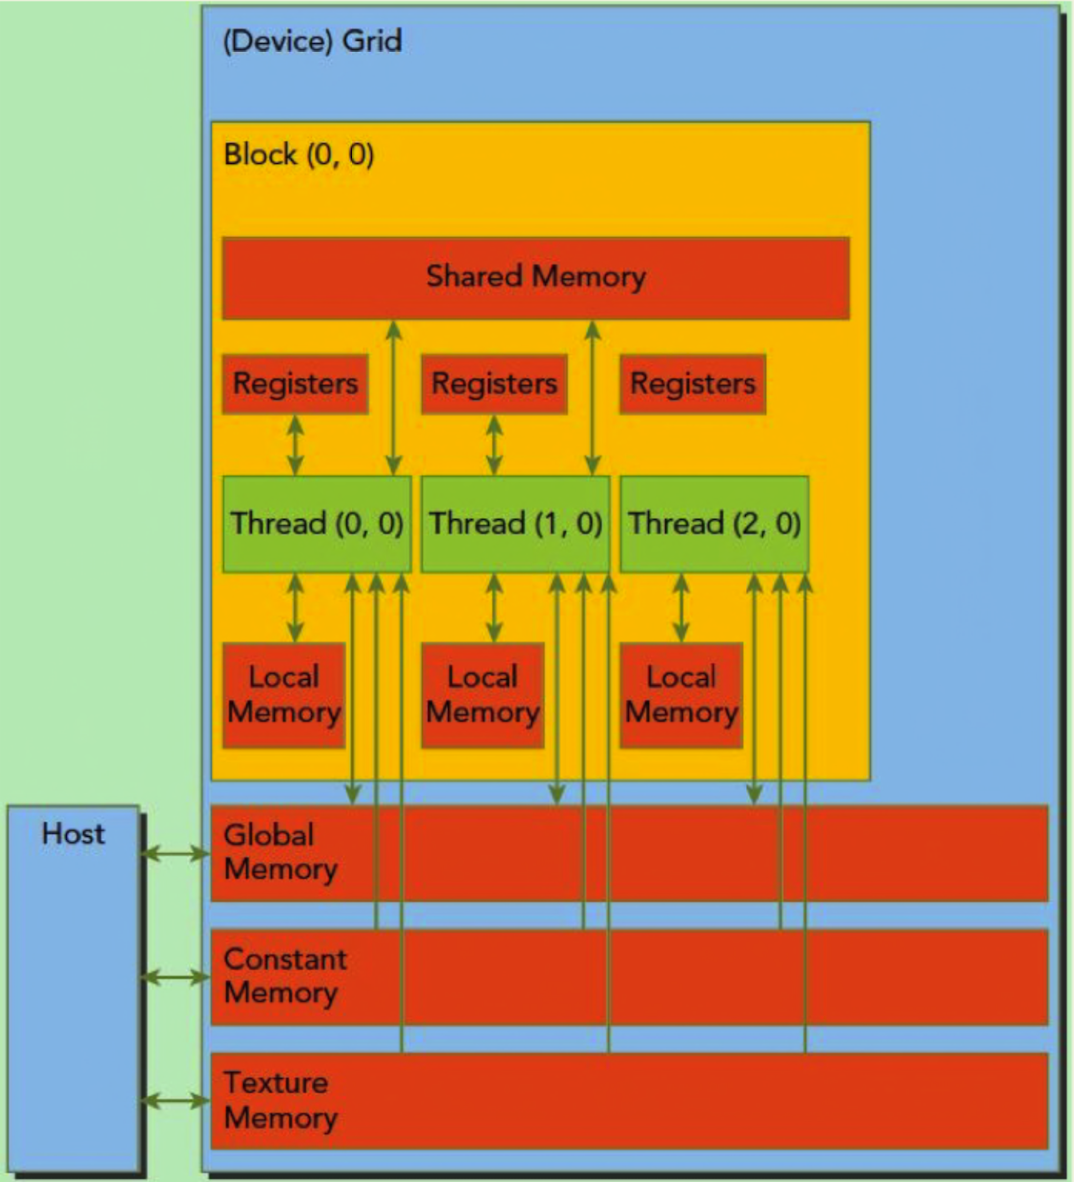 (Device) Grid
Block (0, 0)
Shared Memory
Registers
Registers
Registers
Thread (0, 0)
Thread (1, 0)
Thread (2, 0)
Local
Memory
Local
Memory
Local
Memory
Host
Global
Memory
Constant
Memory
Texture
Memory